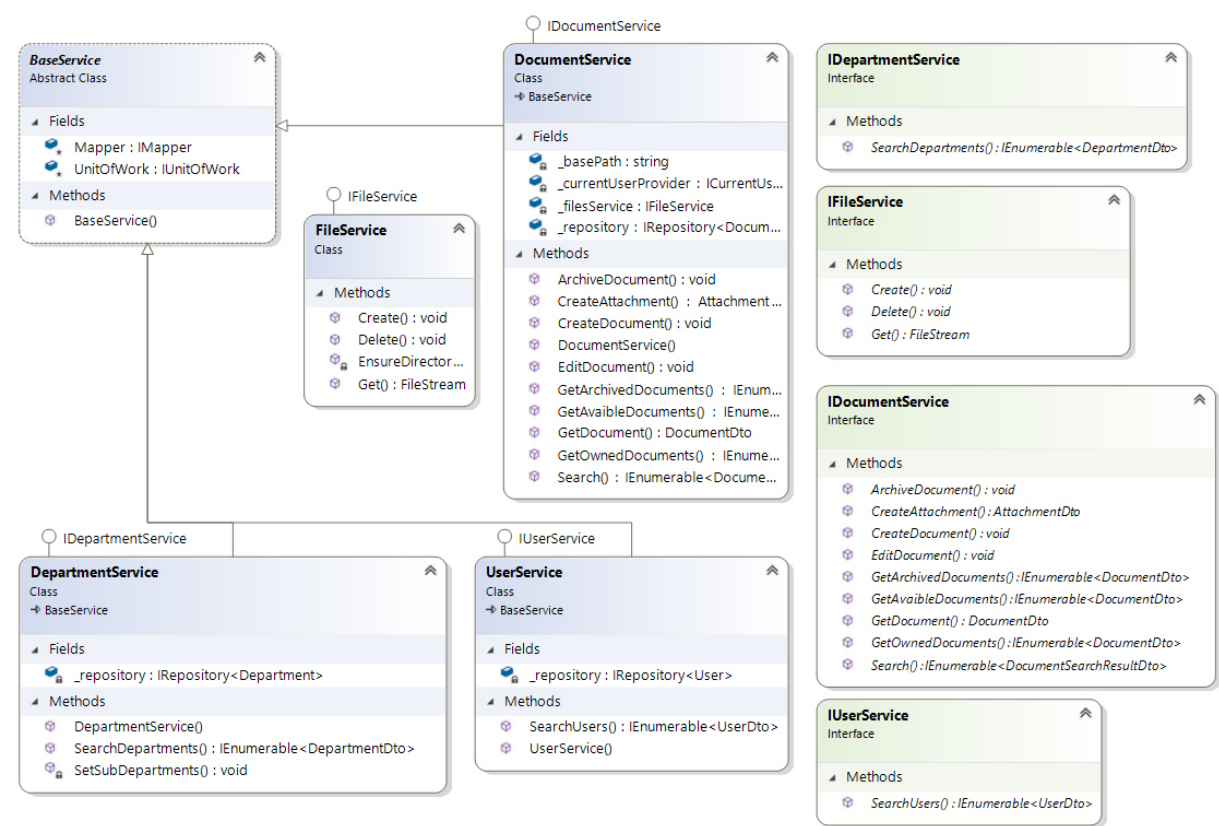 BaseService
Abstract Class
Fields
Mapper : IMapper
UnitOfWork : IUnitOfWork
Methods
BaseService()
IFileService
FileService
Class
Methods
Create() : void
Delete() : void
EnsureDirector...
Get() : FileStream
IDocumentService
DocumentService
Class
BaseService
Fields
_basePath : string
_currentUserProvider : ICurrentUs...
_filesService : IFileService
_repository : IRepository<Docum...
Methods
ArchiveDocument() : void
CreateAttachment() : Attachment...
CreateDocument() : void
DocumentService()
EditDocument() : void
GetArchivedDocuments() : IEnum...
GetAvaibleDocuments() : IEnume...
GetDocument() : DocumentDto
GetOwnedDocuments() : IEnume...
Search() : IEnumerable<Docume...
IDepartmentService
DepartmentService
Class
BaseService
Fields
_repository : IRepository<Department>
Methods
DepartmentService()
SearchDepartments() : IEnumerable<DepartmentDto>
SetSubDepartments() : void
IUserService
UserService
Class
BaseService
Fields
_repository : IRepository<User>
Methods
SearchUsers() : IEnumerable<UserDto>
UserService()
IDepartmentService
Interface
Methods
SearchDepartments() : IEnumerable<DepartmentDto>
IFileService
Interface
Methods
Create() : void
Delete() : void
Get() : FileStream
IDocumentService
Interface
Methods
ArchiveDocument() : void
CreateAttachment() : AttachmentDto
CreateDocument() : void
EditDocument() : void
GetArchivedDocuments() : IEnumerable<DocumentDto>
GetAvaibleDocuments() : IEnumerable<DocumentDto>
GetDocument() : DocumentDto
GetOwnedDocuments() : IEnumerable<DocumentDto>
Search() : IEnumerable<DocumentSearchResultDto>
IUserService
Interface
Methods
SearchUsers() : IEnumerable<UserDto>